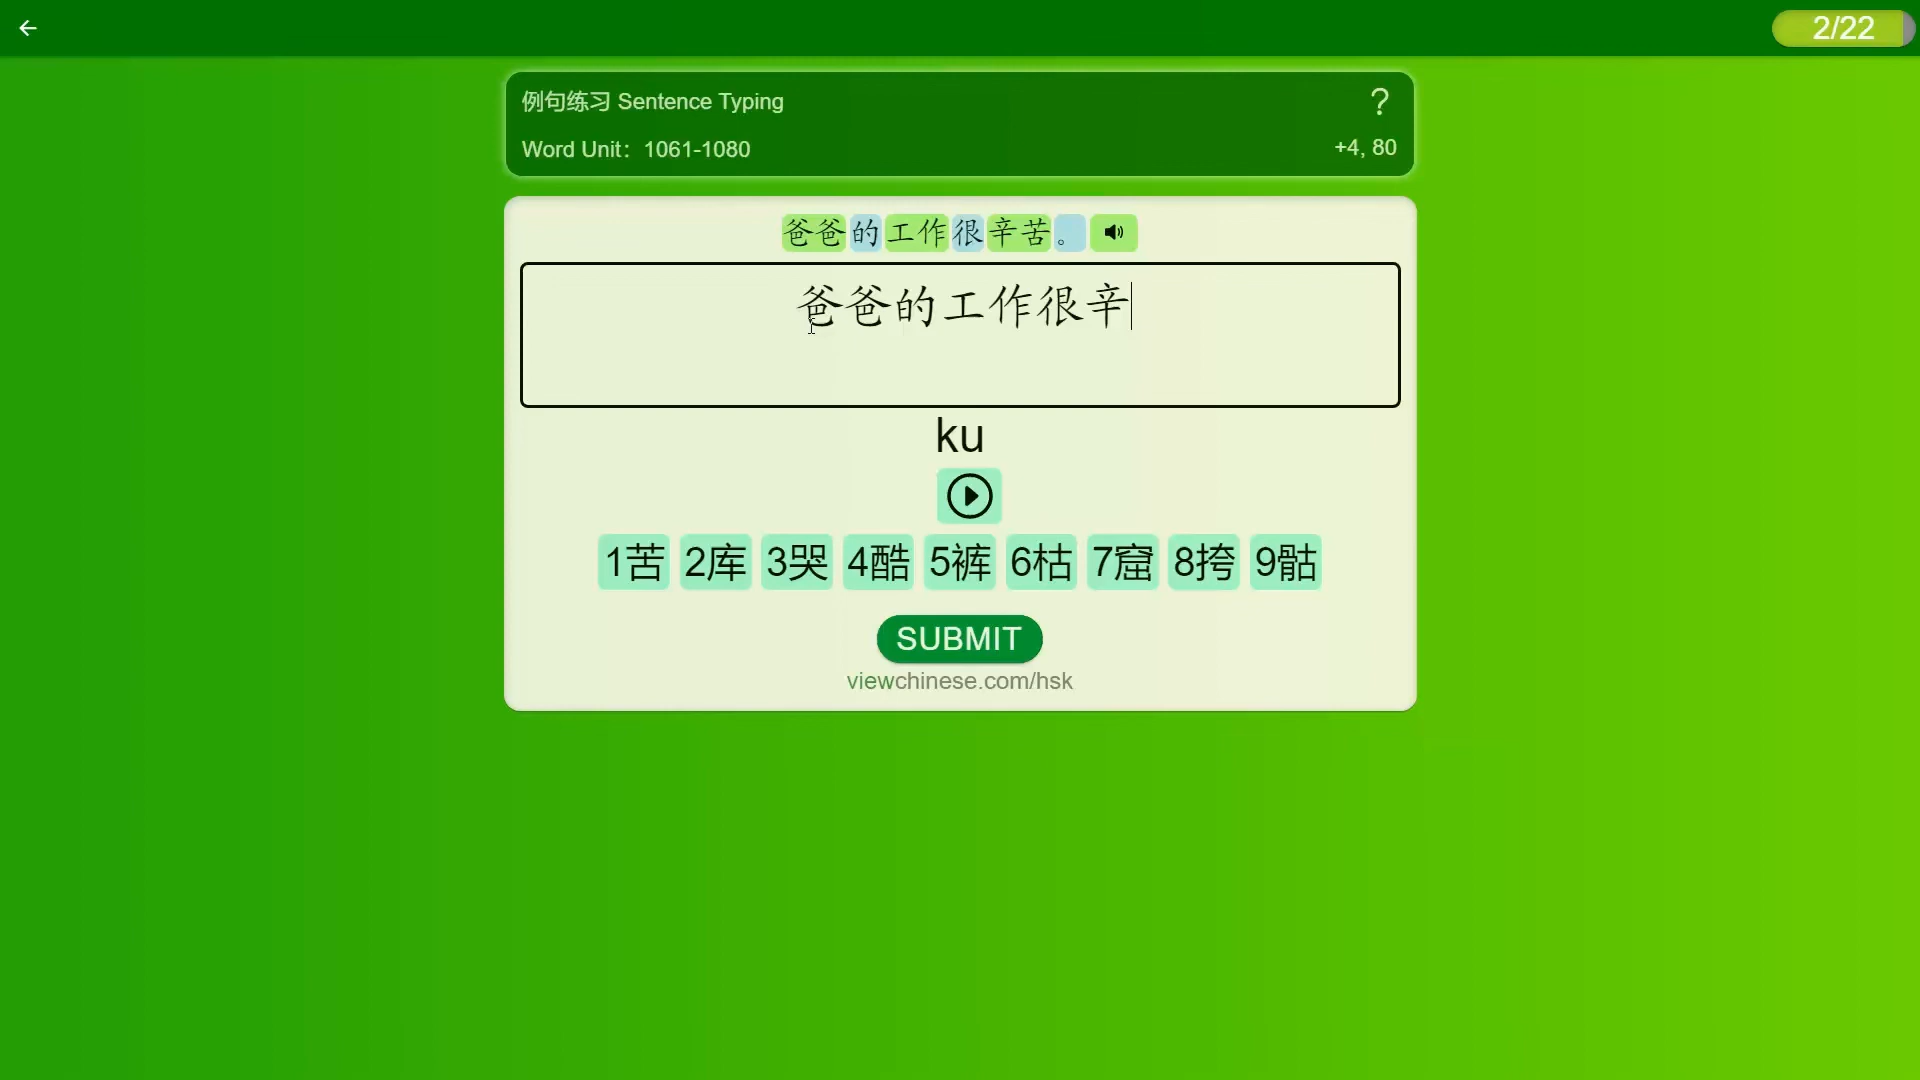 2/22
例句练习 Sentence Typing
?
Word Unit：1061-1080
+4, 80
爸爸的工作很辛苦。
爸爸的工作很辛
ku
1苦 2库 3哭 4酷 5裤 6枯 7窟 8挎 9骷
SUBMIT
viewchinese.com/hsk